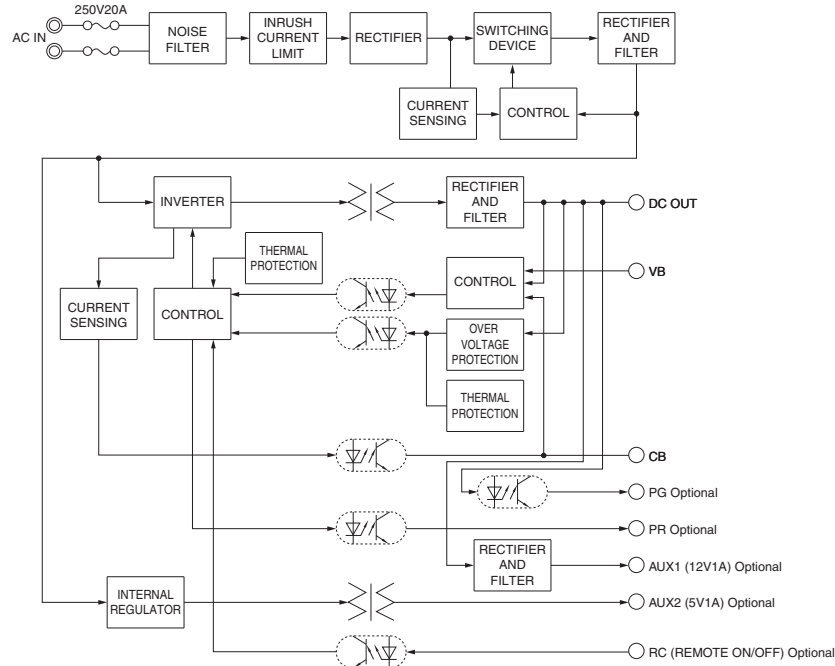 250V20A
AC IN
NOISE
FILTER
INRUSH
CURRENT
LIMIT
RECTIFIER
SWITCHING
DEVICE
RECTIFIER
AND
FILTER
CURRENT
SENSING
CONTROL
INVERTER
RECTIFIER
AND
FILTER
DC OUT
THERMAL
PROTECTION
VB
CURRENT
SENSING
CONTROL
CONTROL
OVER
VOLTAGE
PROTECTION
THERMAL
PROTECTION
CB
PG Optional
PR Optional
RECTIFIER
AND
FILTER
AUX1 (12V1A) Optional
INTERNAL
REGULATOR
AUX2 (5V1A) Optional
RC (REMOTE ON/OFF) Optional